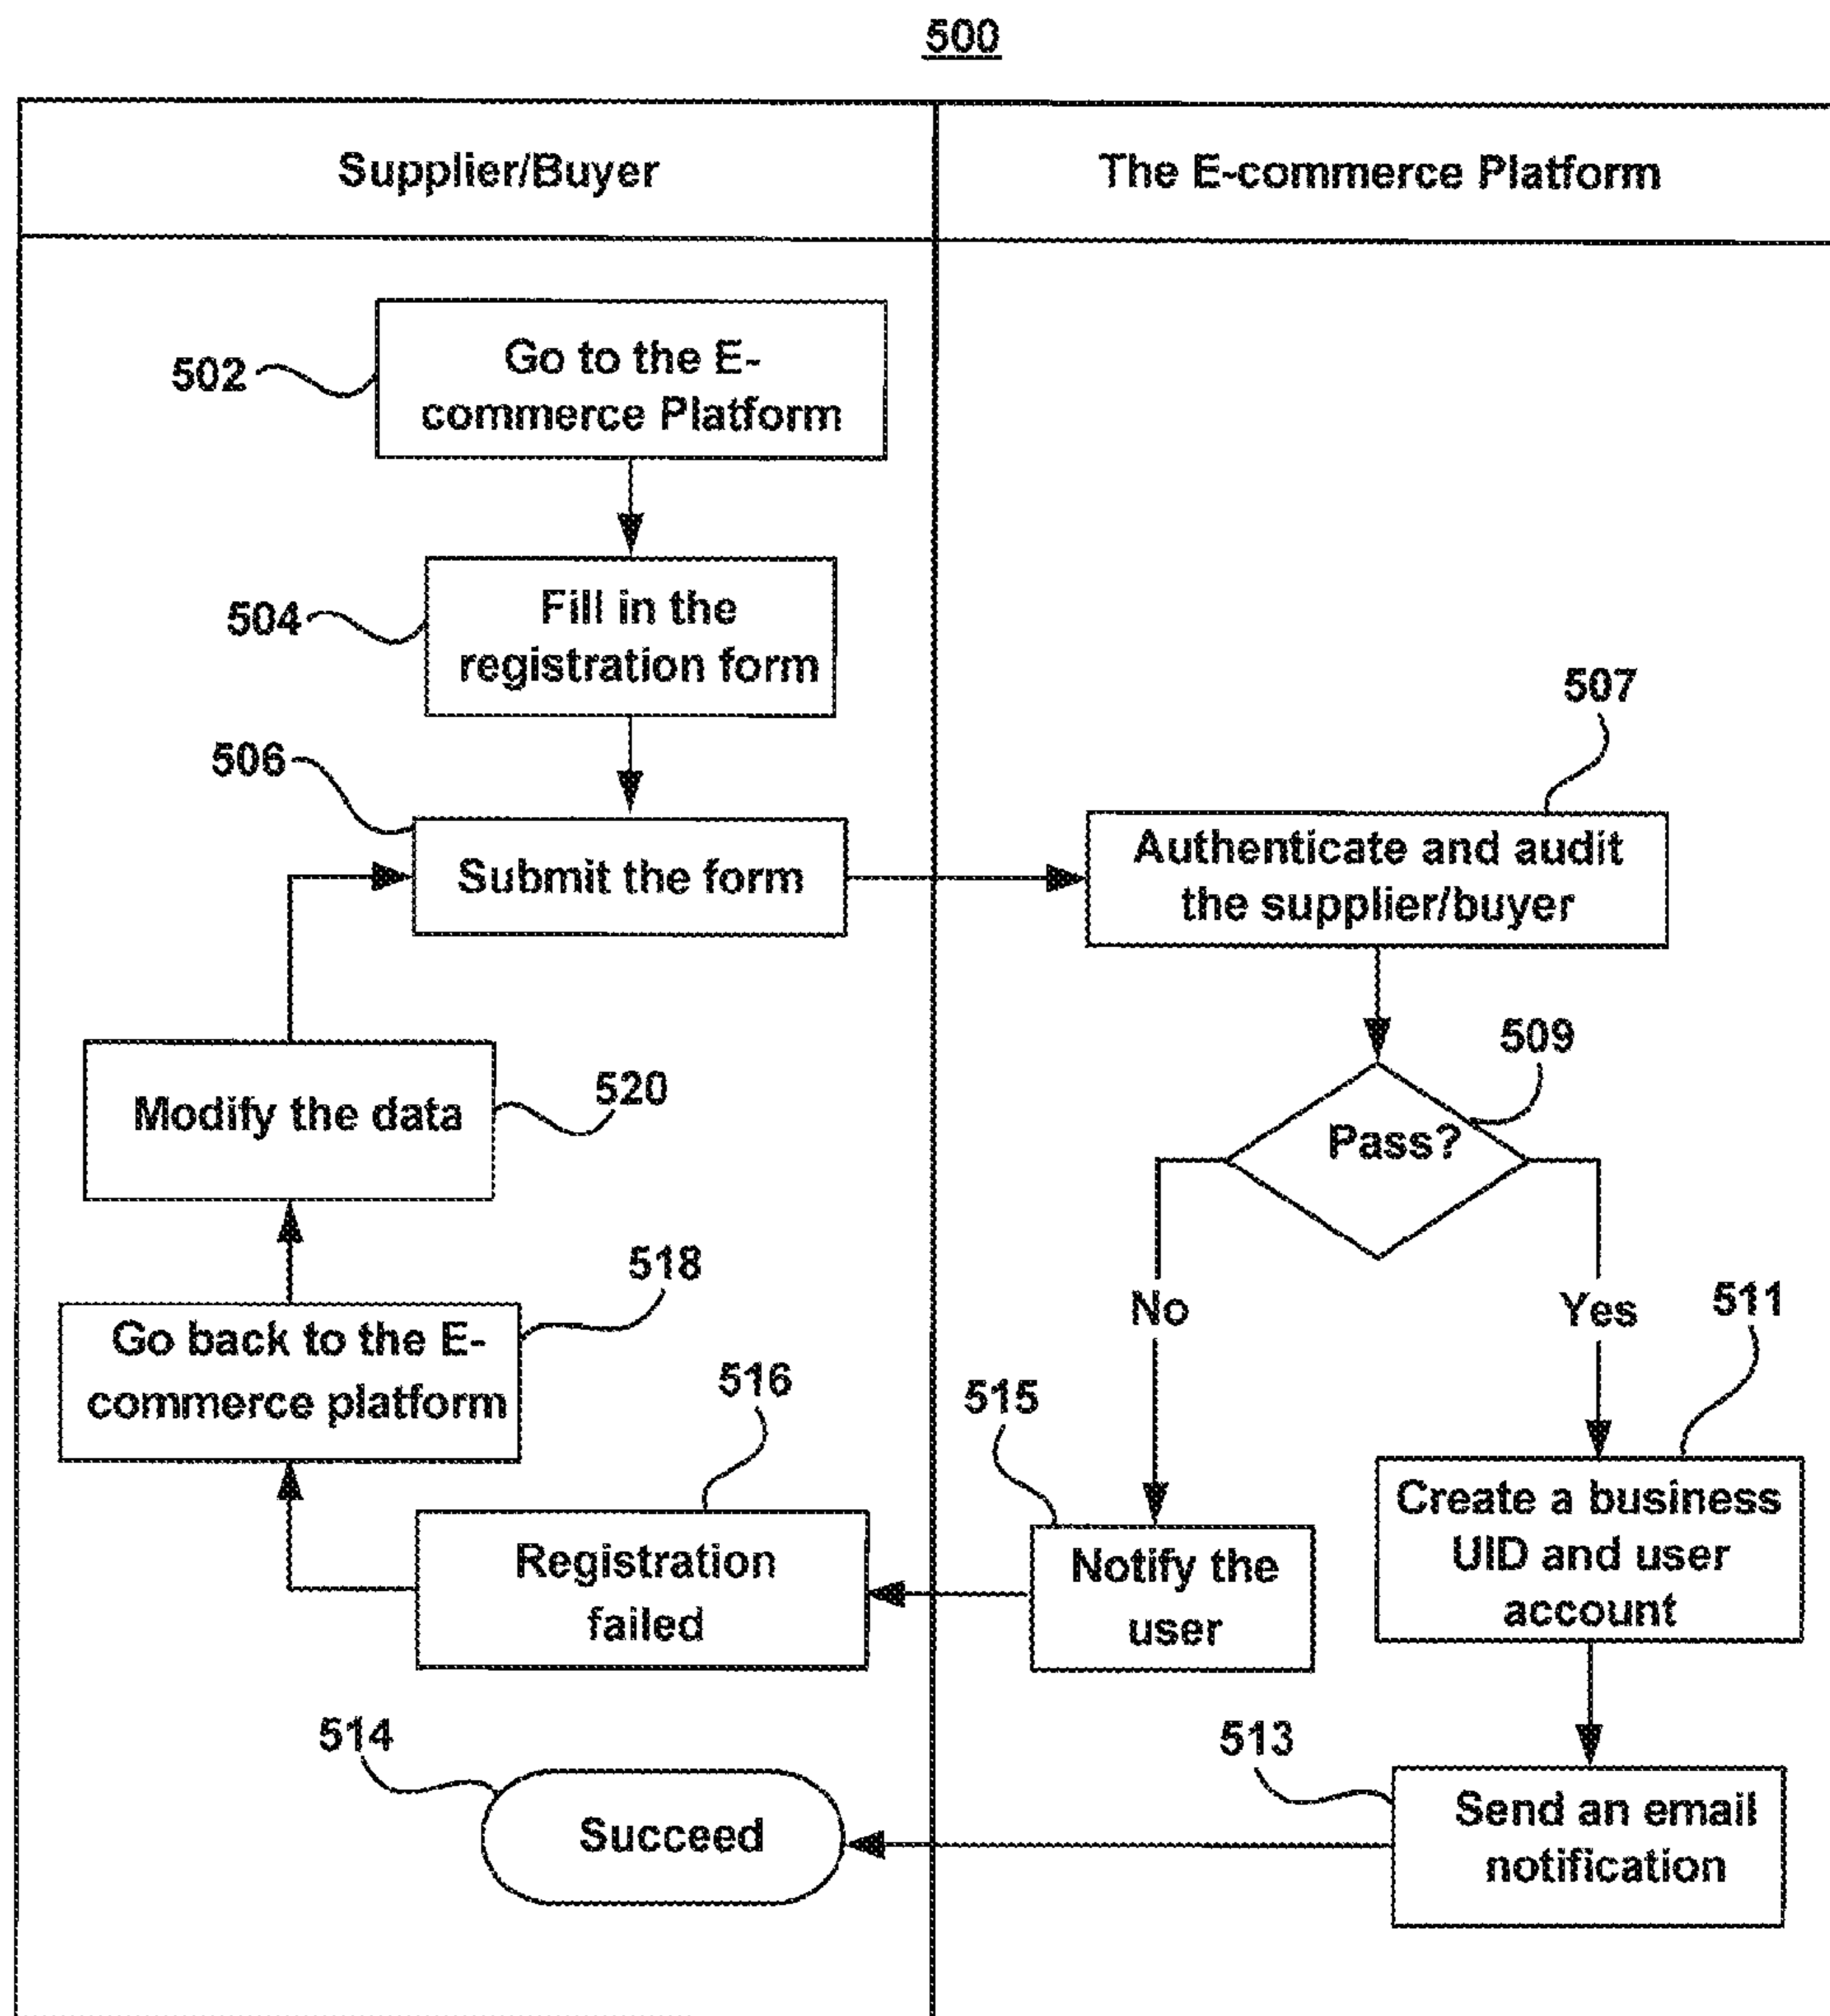 500
Supplier/Buyer
The E-commerce Platform
502
Go to the E-
commerce Platform
504
Fill in the
registration form
506
Submit the form
507
Authenticate and audit
the supplier/buyer
509
Pass?
No
Yes
520
Modify the data
518
Go back to the E-
commerce platform
516
Registration
failed
515
Notify the
user
511
Create a business
UID and user
account
514
Succeed
513
Send an email
notification